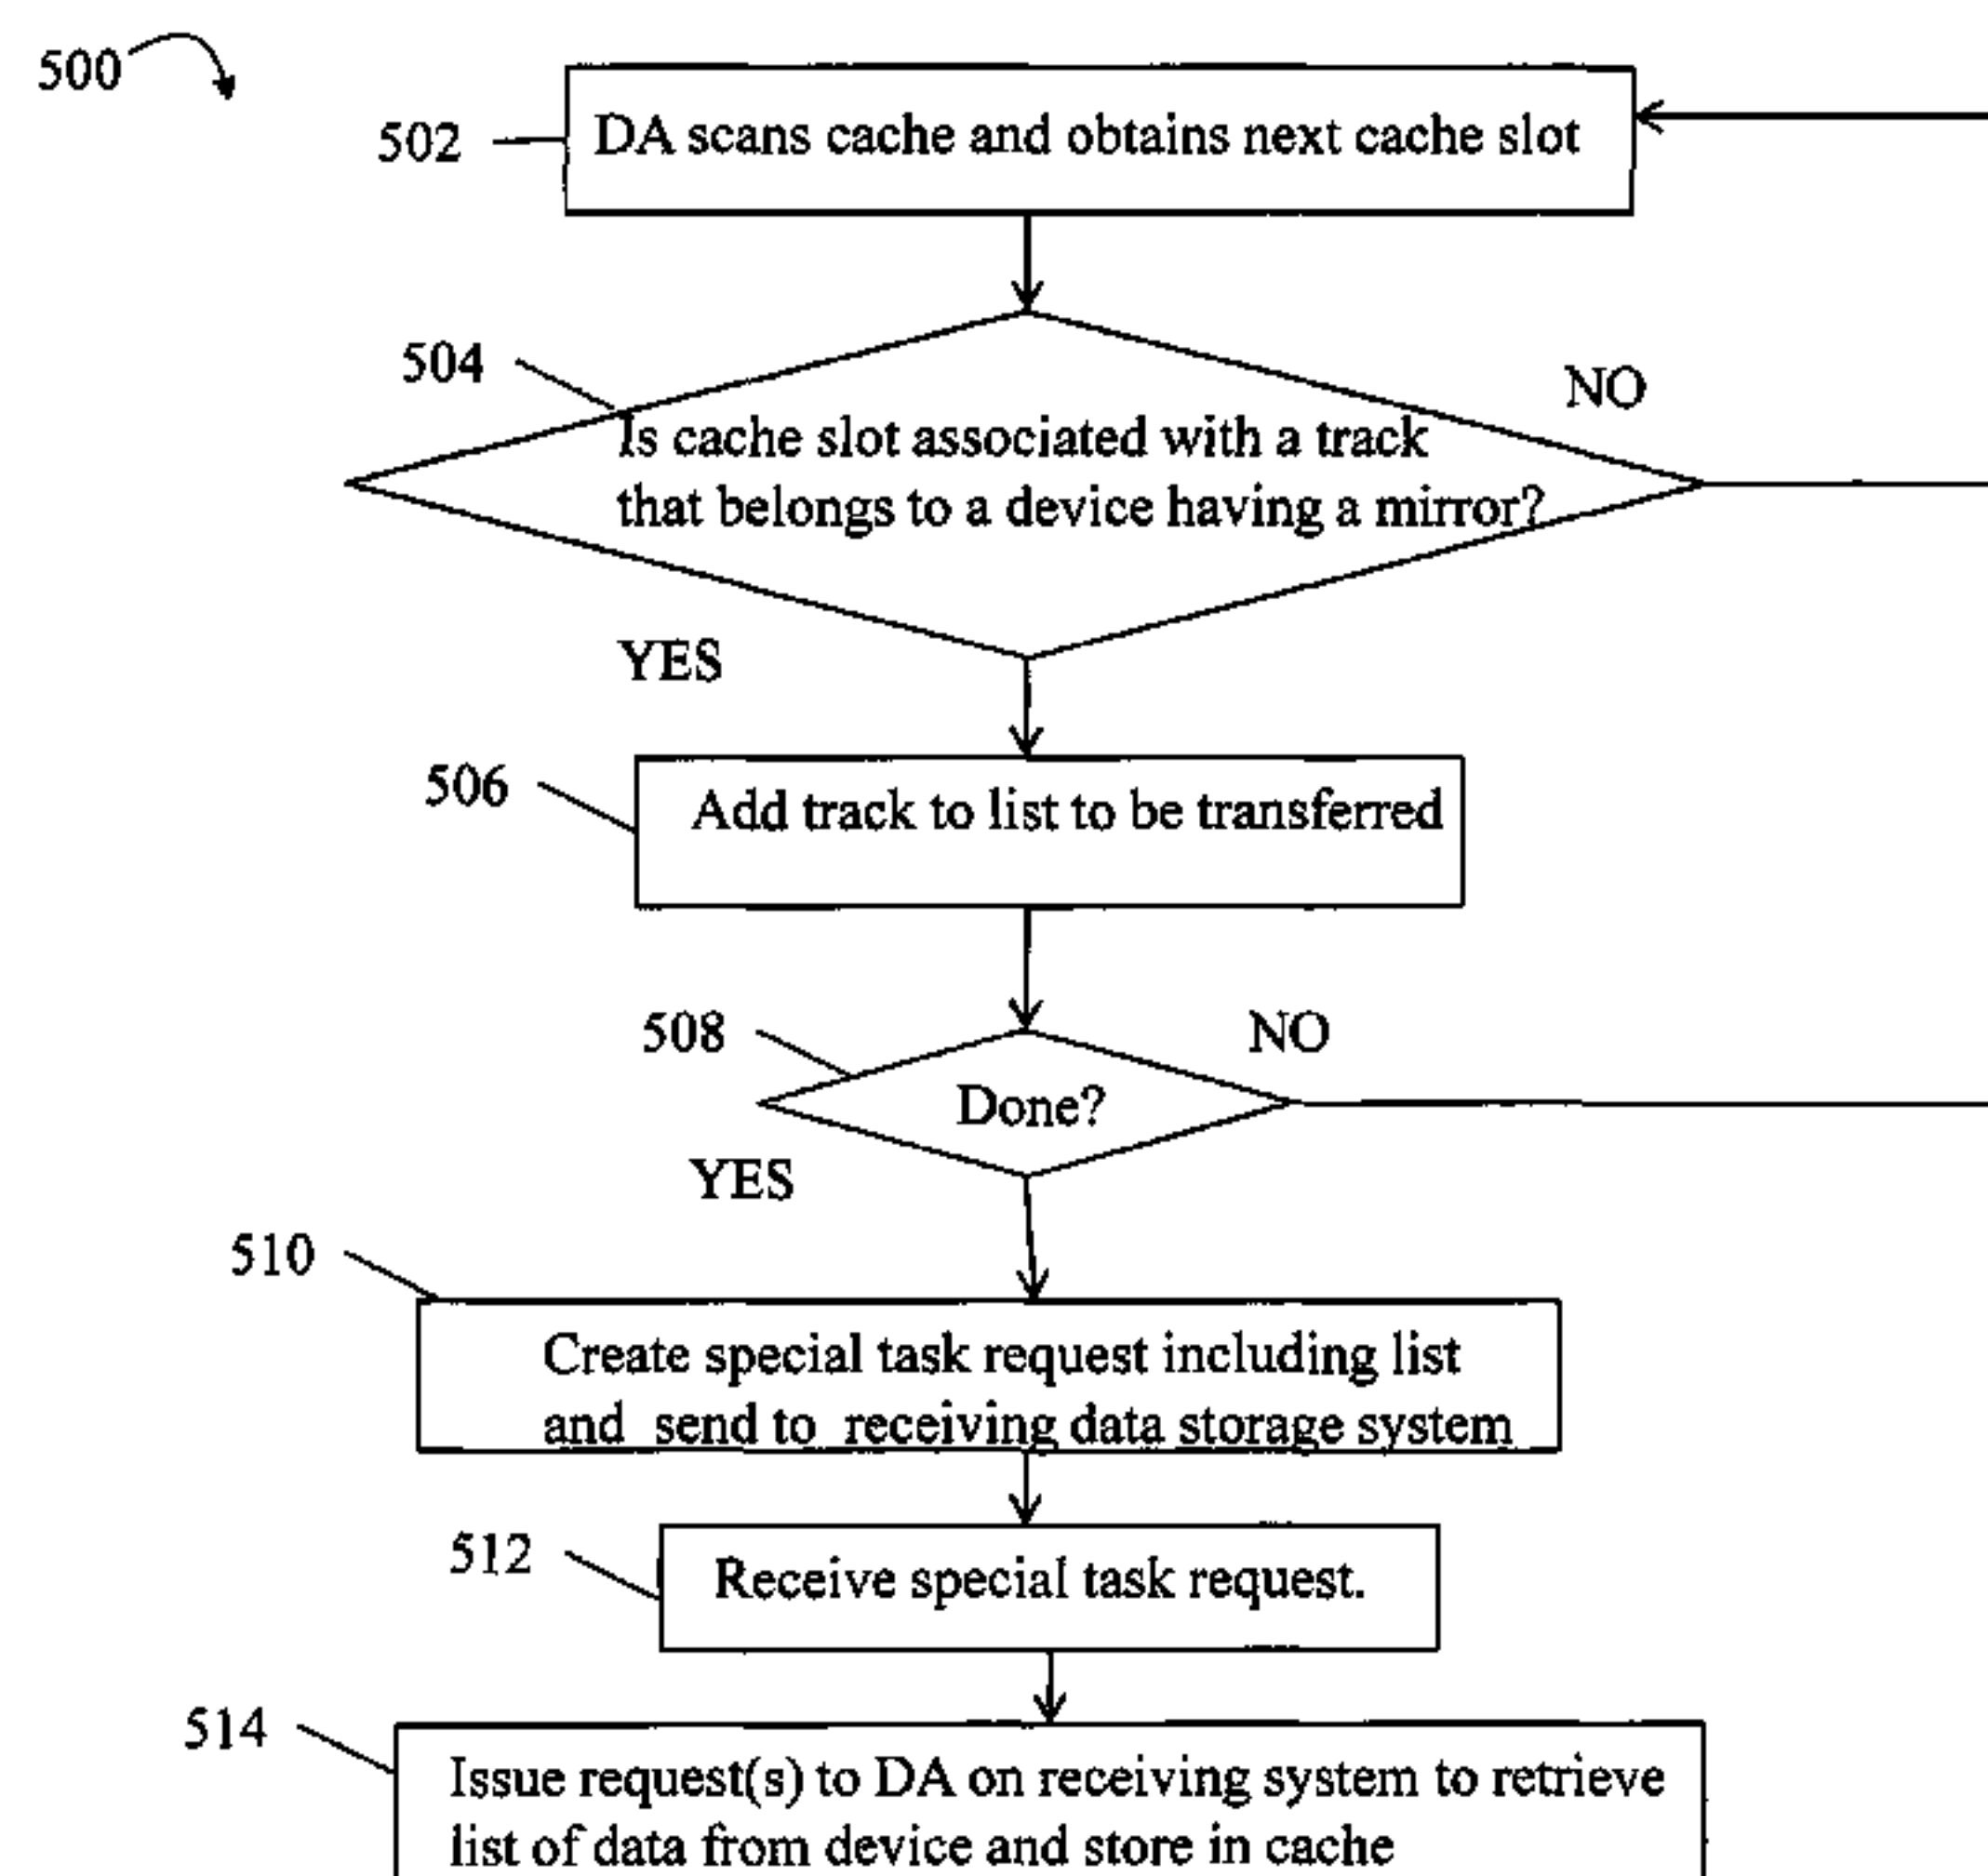 500
502
DA scans cache and obtains next cache slot
504
NO
Is cache slot associated with a track
that belongs to a device having a mirror?
YES
506
Add track to list to be transferred
508
NO
Done?
YES
510
Create special task request including list
and send to receiving data storage system
512
Receive special task request.
514
Issue request(s) to DA on receiving system to retrieve
list of data from device and store in cache